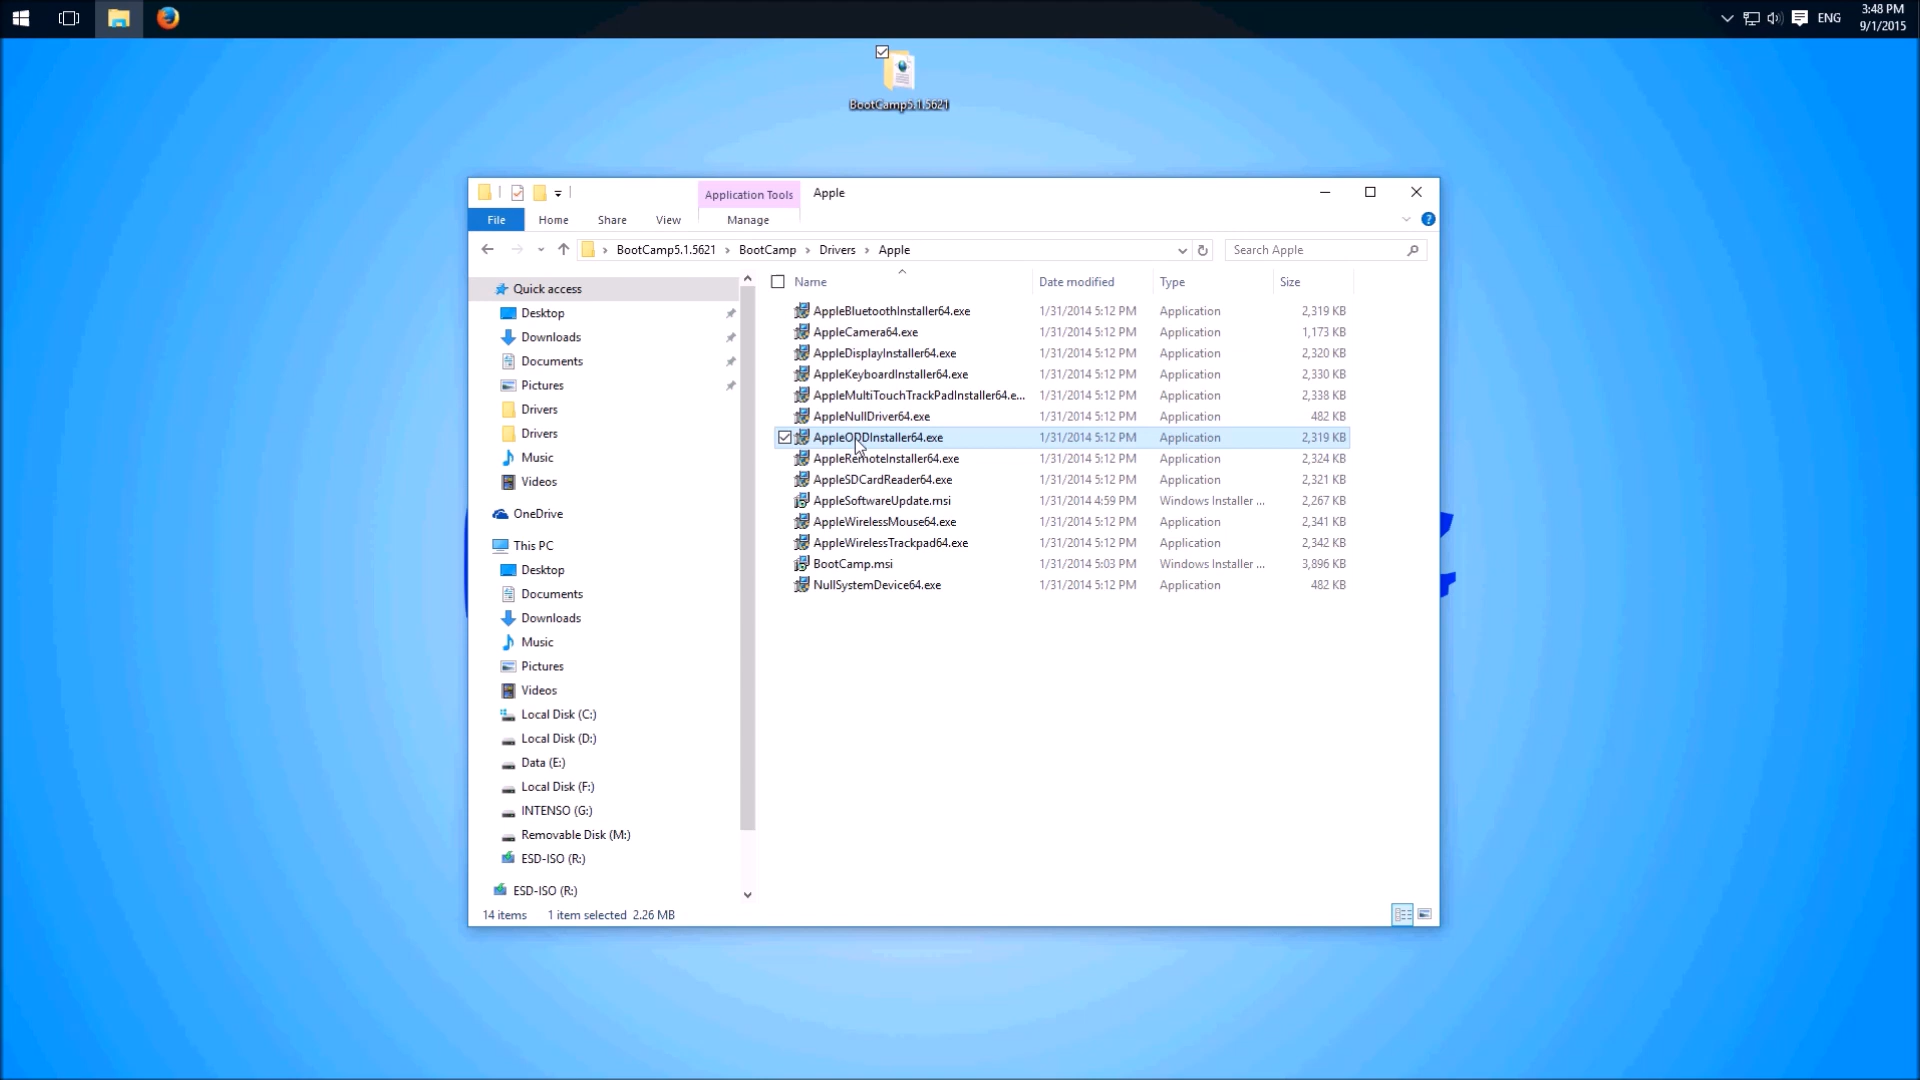 ENG
3:48 PM
9/1/2015
BootCamp5.1.5621
Application Tools
Apple
File
Home
Share
View
Manage
BootCamp5.1.5621 > BootCamp > Drivers > Apple
Search Apple
Quick access
Desktop
Downloads
Documents
Pictures
Drivers
Drivers
Music
Videos
OneDrive
This PC
Desktop
Documents
Downloads
Music
Pictures
Videos
Local Disk (C:)
Local Disk (D:)
Data (E:)
Local Disk (F:)
INTENSO (G:)
Removable Disk (M:)
ESD-ISO (R:)
ESD-ISO (R:)
Name Date modified Type Size
AppleBluetoothInstaller64.exe 1/31/2014 5:12 PM Application 2,319 KB
AppleCamera64.exe 1/31/2014 5:12 PM Application 1,173 KB
AppleDisplayInstaller64.exe 1/31/2014 5:12 PM Application 2,320 KB
AppleKeyboardInstaller64.exe 1/31/2014 5:12 PM Application 2,330 KB
AppleMultiTouchTrackPadInstaller64.e... 1/31/2014 5:12 PM Application 2,338 KB
AppleNullDriver64.exe 1/31/2014 5:12 PM Application 482 KB
AppleODDInstaller64.exe 1/31/2014 5:12 PM Application 2,319 KB
AppleRemoteInstaller64.exe 1/31/2014 5:12 PM Application 2,324 KB
AppleSDCardReader64.exe 1/31/2014 5:12 PM Application 2,321 KB
AppleSoftwareUpdate.msi 1/31/2014 4:59 PM Windows Installer ... 2,267 KB
AppleWirelessMouse64.exe 1/31/2014 5:12 PM Application 2,341 KB
AppleWirelessTrackpad64.exe 1/31/2014 5:12 PM Application 2,342 KB
BootCamp.msi 1/31/2014 5:03 PM Windows Installer ... 3,896 KB
NullSystemDevice64.exe 1/31/2014 5:12 PM Application 482 KB
14 items 1 item selected 2.26 MB